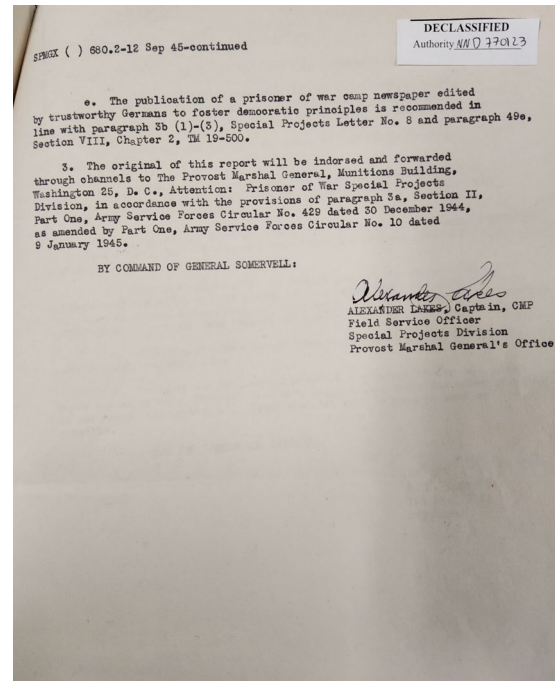 DECLASSIFIED
Authority NND 770123
SPMGX ( ) 680.2-12 Sep 45-continued
e. The publication of a prisoner of war camp newspaper edited
by trustworthy Germans to foster democratic principles is recommended in
line with paragraph 3b (1)-(3), Special Projects Letter No. 8 and paragraph 49e,
Section VIII, Chapter 2, TM 19-500.
3. The original of this report will be indorsed and forwarded
through channels to The Provost Marshal General, Munitions Building,
Washington 25, D. C., Attention: Prisoner of War Special Projects
Division, in accordance with the provisions of paragraph 3a, Section II,
Part One, Army Service Forces Circular No. 429 dated 30 December 1944,
as amended by Part One, Army Service Forces Circular No. 10 dated
9 January 1945.
BY COMMAND OF GENERAL SOMERVELL:
Alexander Lakes
ALEXANDER LAKES, Captain, CMP
Field Service Officer
Special Projects Division
Provost Marshal General's Office